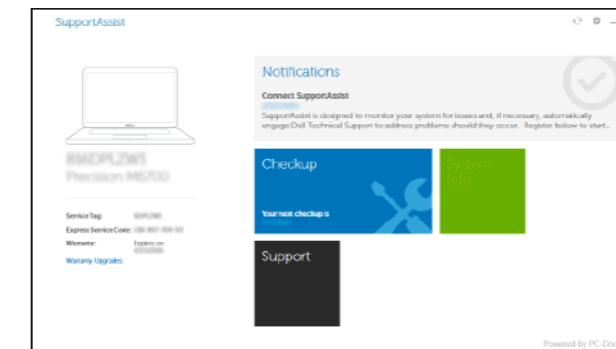 SupportAssist
Notifications
Connect SupportAssist
SupportAssist is designed to monitor your system for issues and, if necessary, automatically
engage Dell Technical Support to address problems should they occur. Register below to start...
Precision M6700
Checkup
System
Info
Your next checkup is
Service Tag:
Express Service Code:
Warranty: Expires on
Warranty Upgrades
Support
Powered by PC-Doc